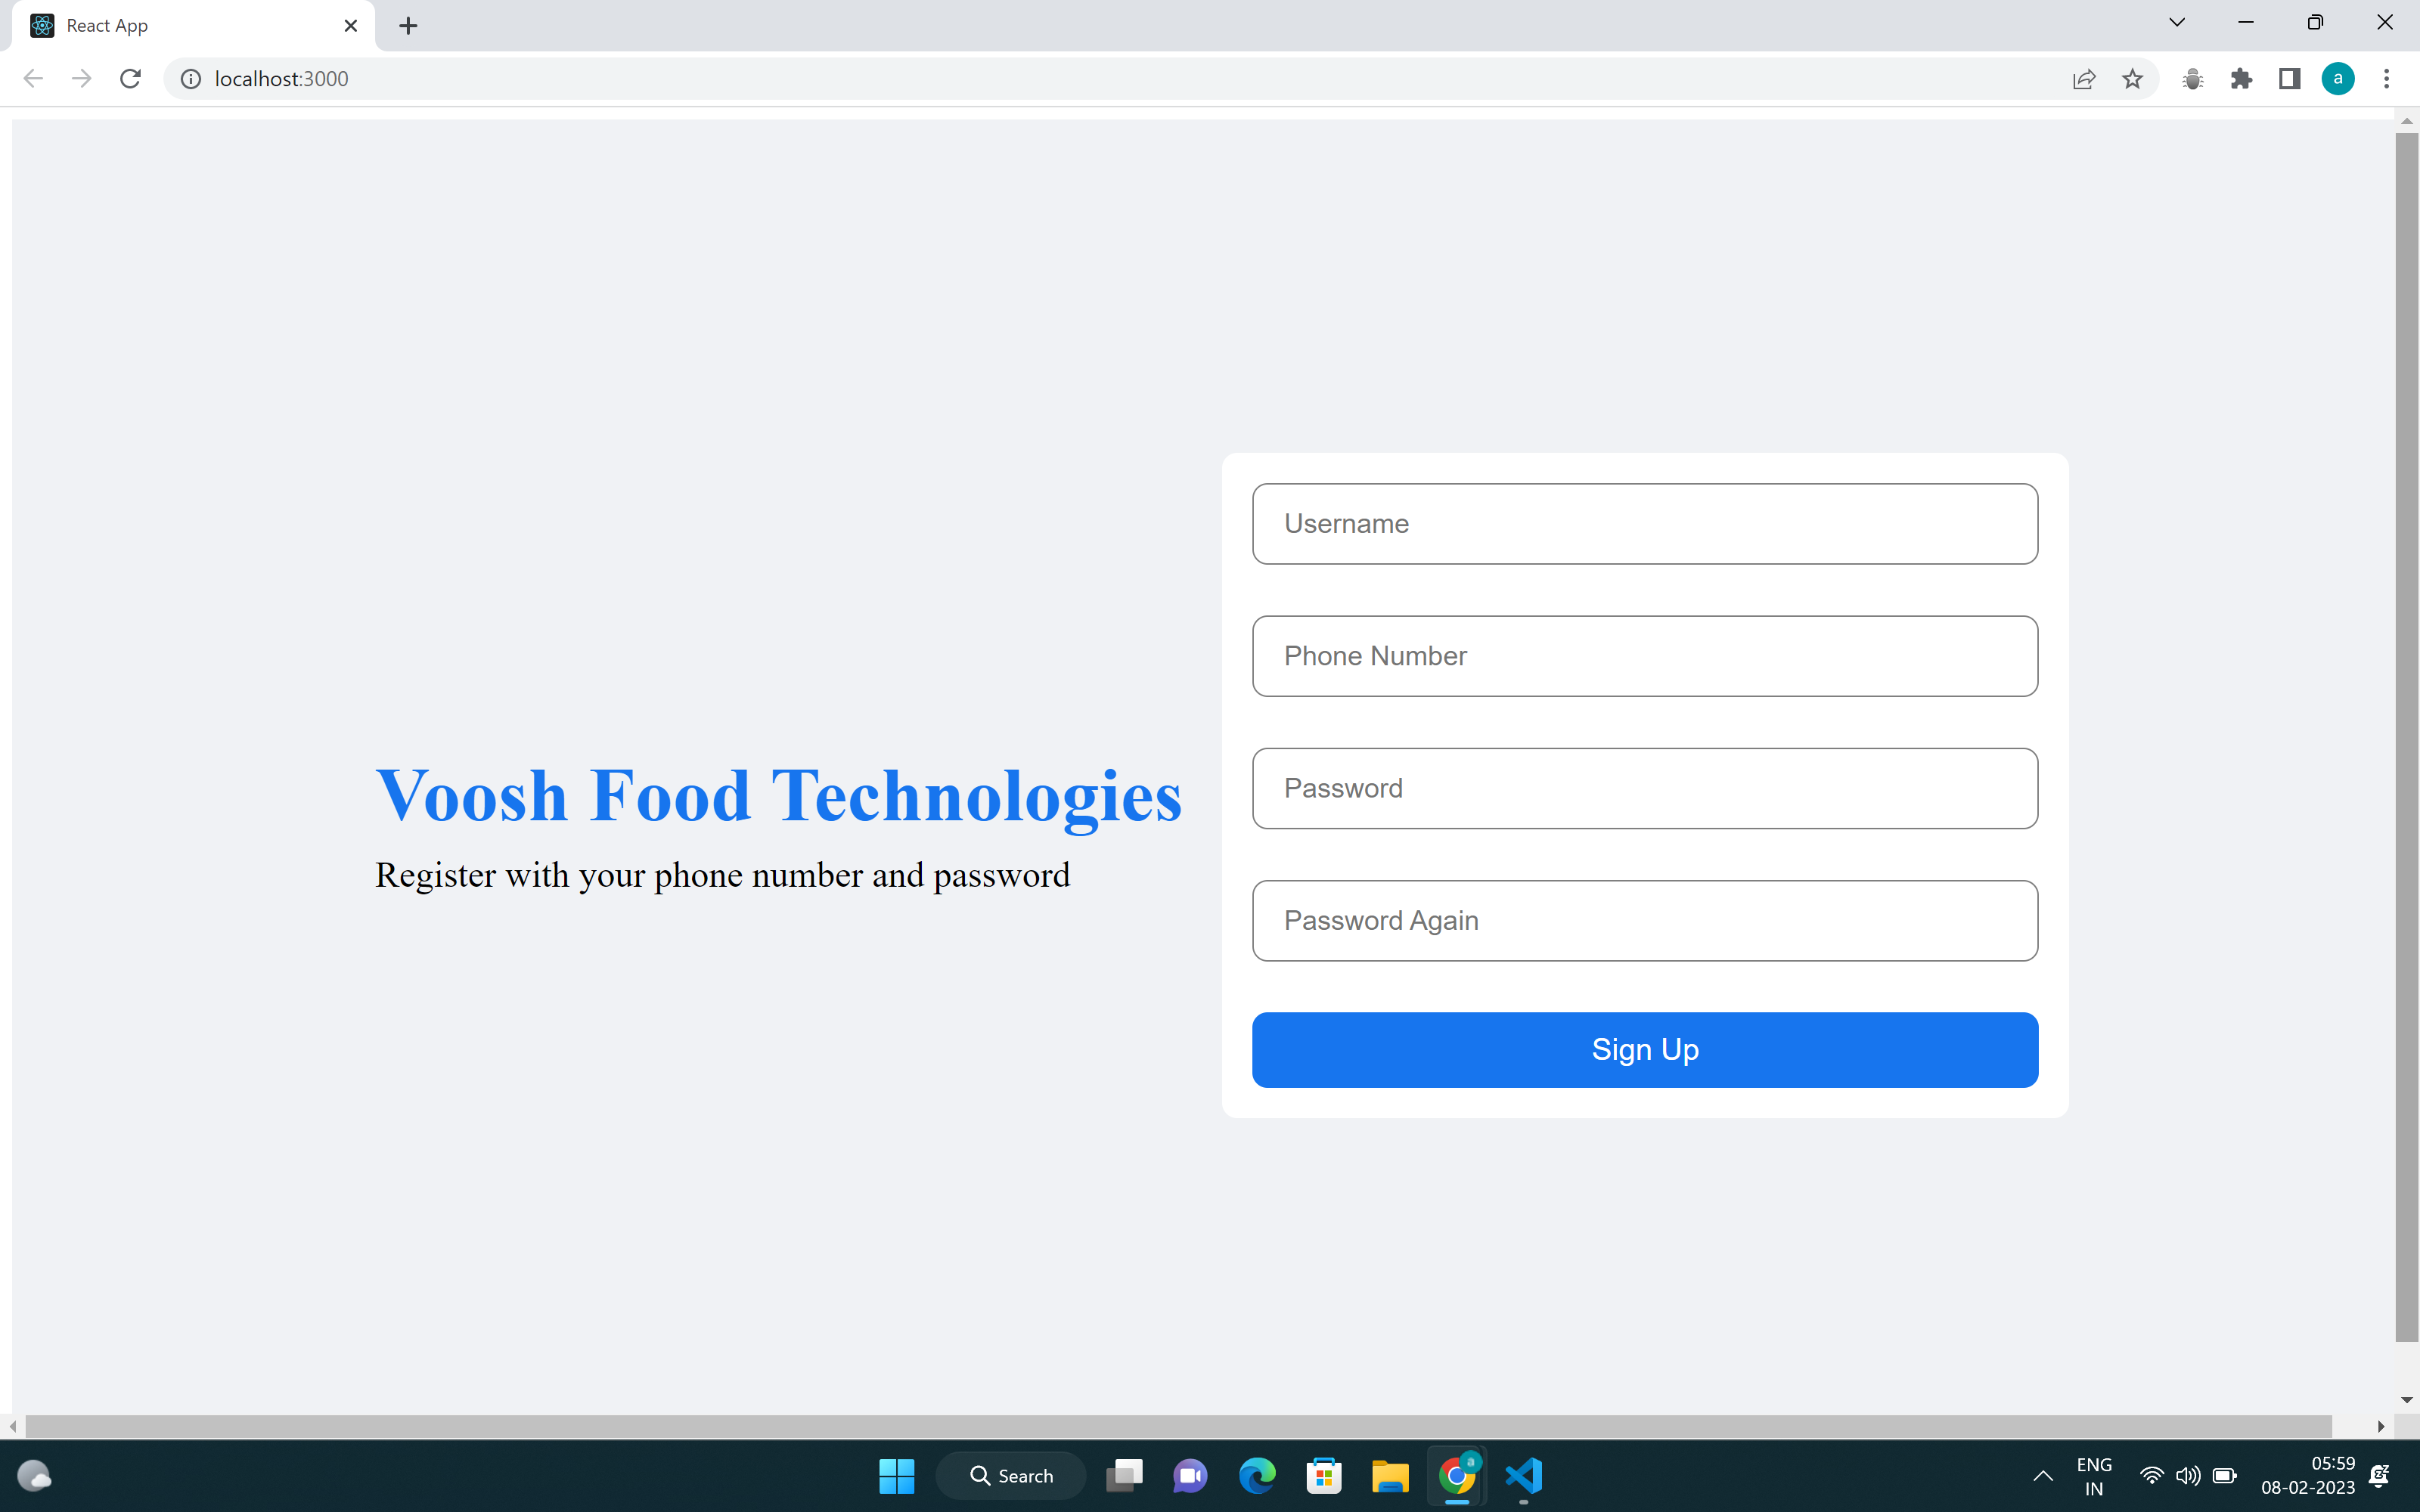 React App
localhost:3000
a
Username
Phone Number
Password
Voosh Food Technologies
Register with your phone number and password
Password Again
Sign Up
Search
a
ENG
IN
05:59
08-02-2023